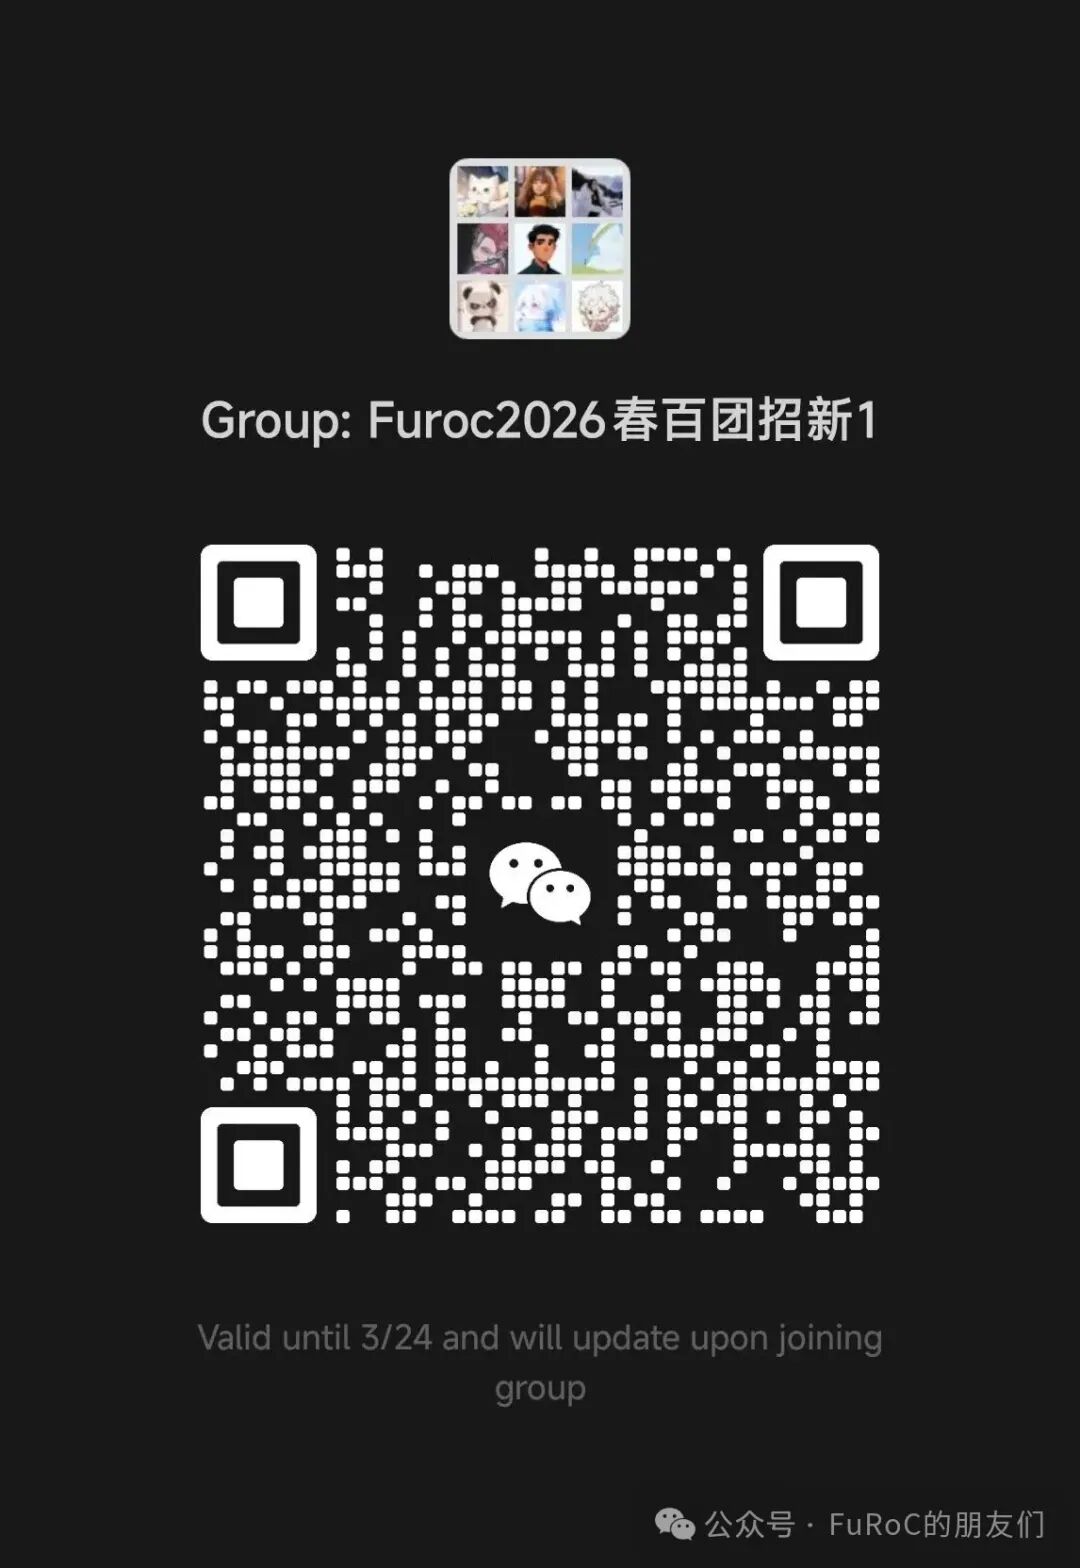 Group: Furoc2026春百团招新1
Valid until 3/24 and will update upon joining
group
公众号 · FuRoC的朋友们